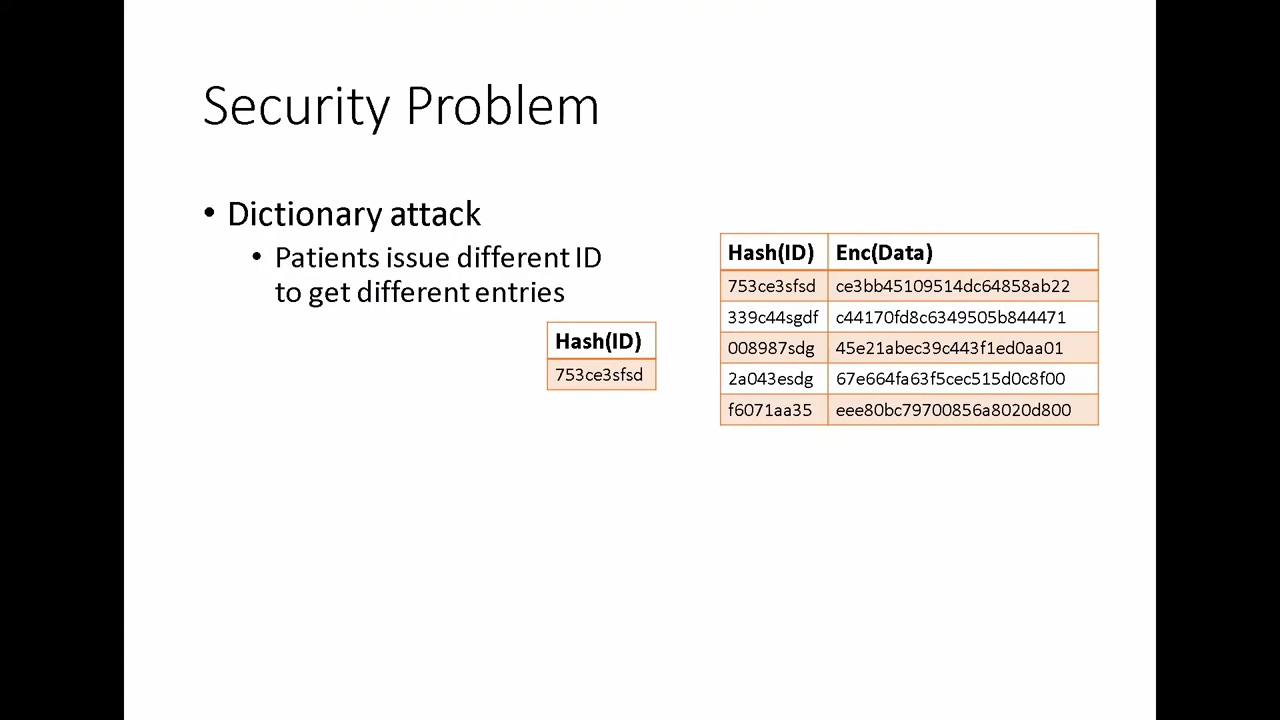 Security Problem
• Dictionary attack
• Patients issue different ID
to get different entries
Hash(ID)
753ce3sfsd
Hash(ID) Enc(Data)
753ce3sfsd ce3bb45109514dc64858ab22
339c44sgdf c44170fd8c6349505b844471
008987sdg 45e21abec39c443f1ed0aa01
2a043esdg 67e664fa63f5cec515d0c8f00
f6071aa35 eee80bc79700856a8020d800